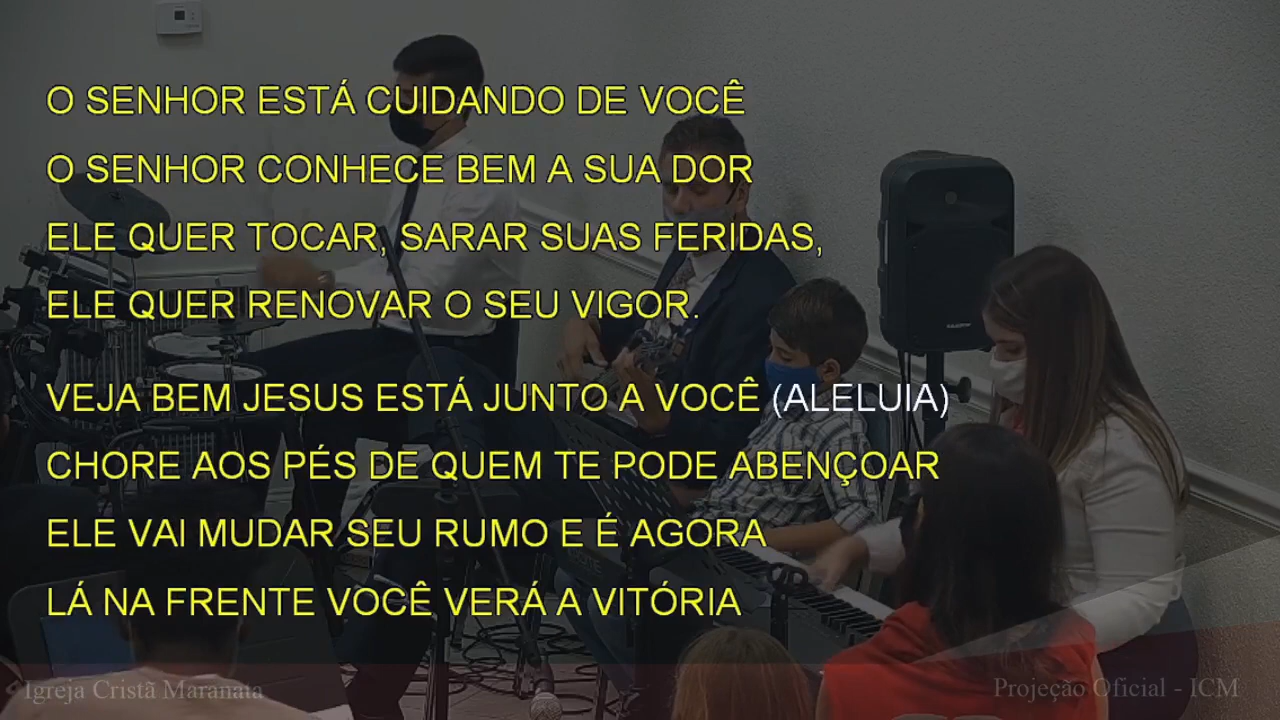 O SENHOR ESTÁ CUIDANDO DE VOCÊ
O SENHOR CONHECE BEM A SUA DOR
ELE QUER TOCAR, SARAR SUAS FERIDAS,
ELE QUER RENOVAR O SEU VIGOR.
VEJA BEM JESUS ESTÁ JUNTO A VOCÊ (ALELUIA)
CHORE AOS PÉS DE QUEM TE PODE ABENÇOAR
ELE VAI MUDAR SEU RUMO E É AGORA
LÁ NA FRENTE VOCÊ VERÁ A VITÓRIA
Igreja Cristã Maranata
Projeção Oficial - ICM